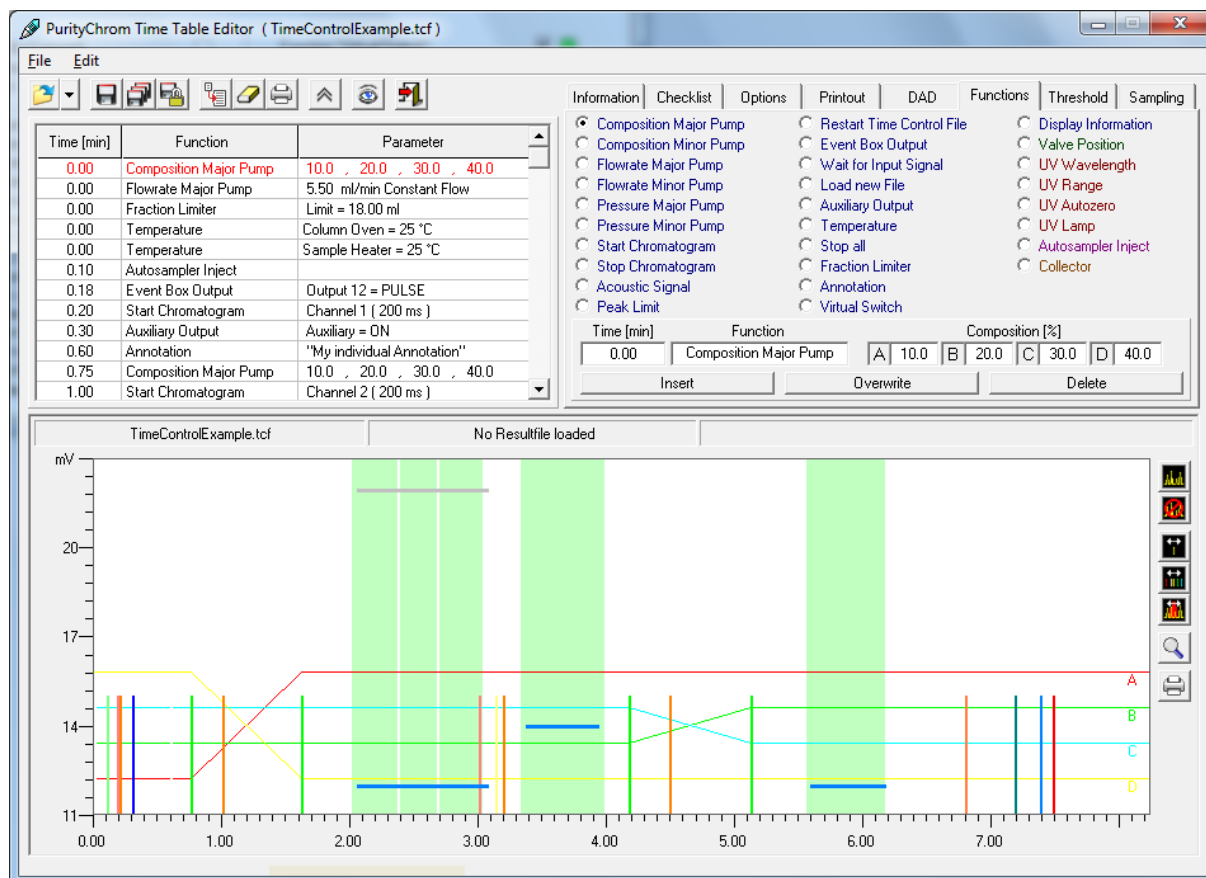 PurityChrom Time Table Editor ( TimeControlExample.tcf )
File Edit
Information Checklist Options Printout DAD Functions Threshold Sampling
Time [min] Function Parameter
0.00 Composition Major Pump 10.0 , 20.0 , 30.0 , 40.0
0.00 Flowrate Major Pump 5.50 ml/min Constant Flow
0.00 Fraction Limiter Limit = 18.00 ml
0.00 Temperature Column Oven = 25 °C
0.00 Temperature Sample Heater = 25 °C
0.10 Autosampler Inject
0.18 Event Box Output Output 12 = PULSE
0.20 Start Chromatogram Channel 1 ( 200 ms )
0.30 Auxiliary Output Auxiliary = ON
0.60 Annotation "My individual Annotation"
0.75 Composition Major Pump 10.0 , 20.0 , 30.0 , 40.0
1.00 Start Chromatogram Channel 2 ( 200 ms )
Composition Major Pump Restart Time Control File Display Information
Composition Minor Pump Event Box Output Valve Position
Flowrate Major Pump Wait for Input Signal UV Wavelength
Flowrate Minor Pump Load new File UV Range
Pressure Major Pump Auxiliary Output UV Autozero
Pressure Minor Pump Temperature UV Lamp
Start Chromatogram Stop all Autosampler Inject
Stop Chromatogram Fraction Limiter Collector
Acoustic Signal Annotation
Peak Limit Virtual Switch
Time [min] Function Composition [%]
0.00 Composition Major Pump A 10.0 B 20.0 C 30.0 D 40.0
Insert Overwrite Delete
TimeControlExample.tcf No Resultfile loaded
mV
20
17
A
B
14
C
D
11
0.00 1.00 2.00 3.00 4.00 5.00 6.00 7.00